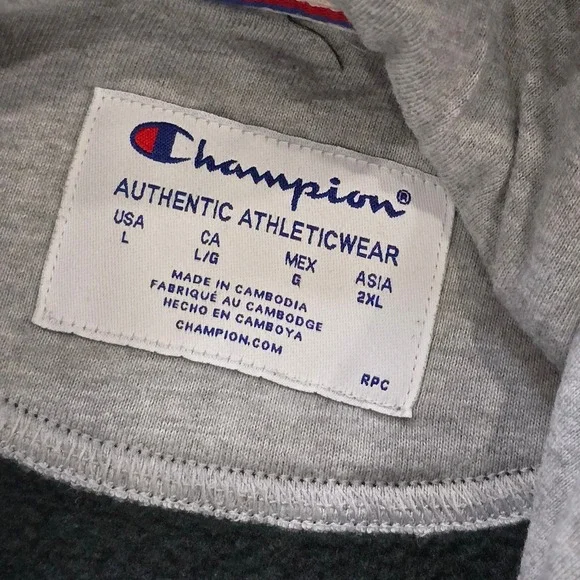 Champion®
AUTHENTIC ATHLETICWEAR
USA CA MEX ASIA
L L/G G 2XL
MADE IN CAMBODIA
FABRIQUÉ AU CAMBODGE
HECHO EN CAMBOYA
CHAMPION.COM
RPC